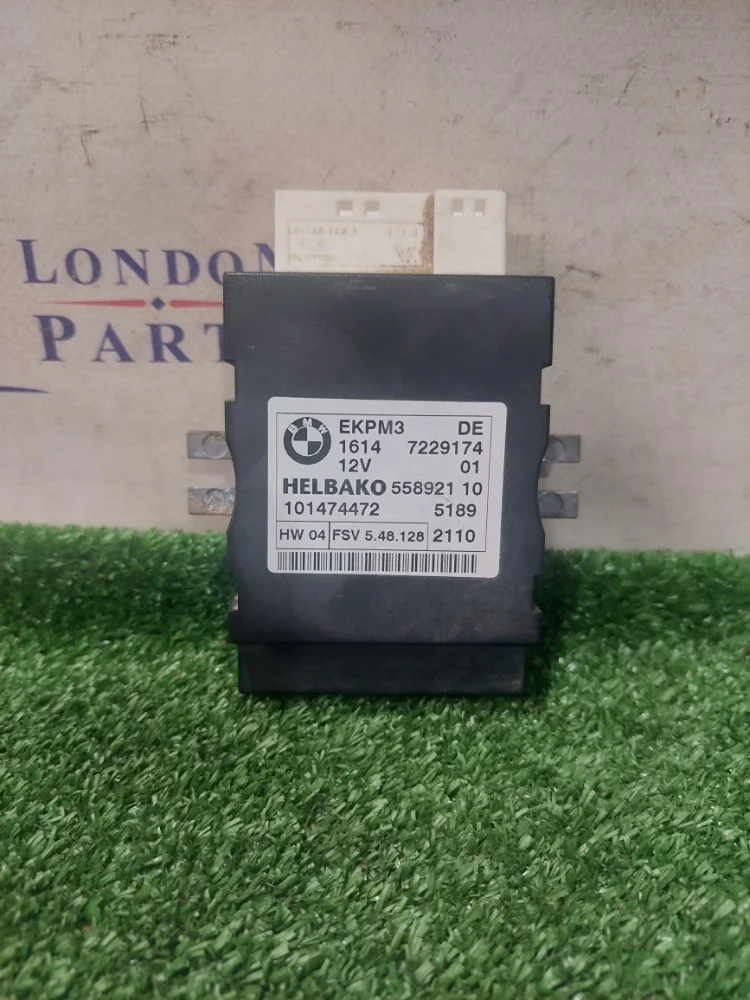 LONDON
PART
BMW
EKPM3 DE
1614 7229174
12V 01
HELBAKO 558921 10
101474472 5189
HW 04 FSV 5.48.128 2110